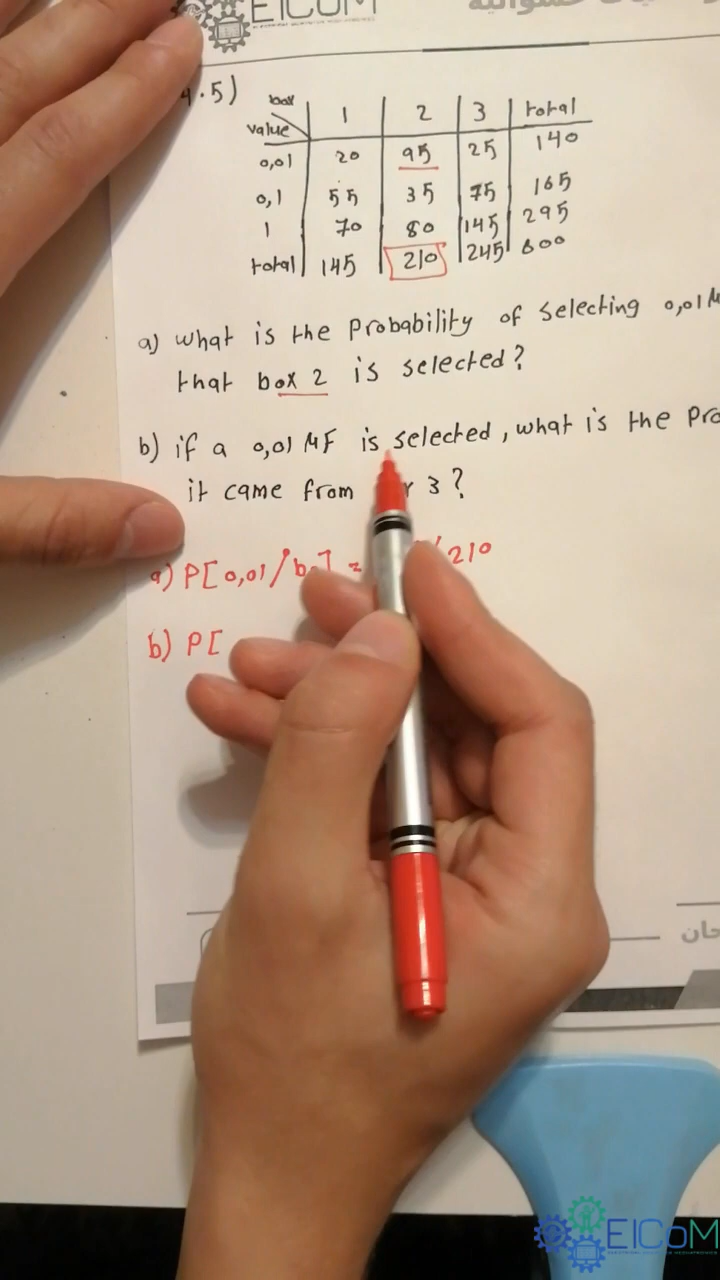 EICOM
4.5)
box 1 2 3 total
value
0,01 20 95 25 140
0,1 55 35 75 165
1 70 80 145 295
total 145 210 245 600
a) what is the probability of selecting 0,01 M
that box 2 is selected?
b) if a 0,01 MF is selected, what is the Pro
it came from 3?
a) P[0,01/b ] = /210
b) P[
حان
EICoM